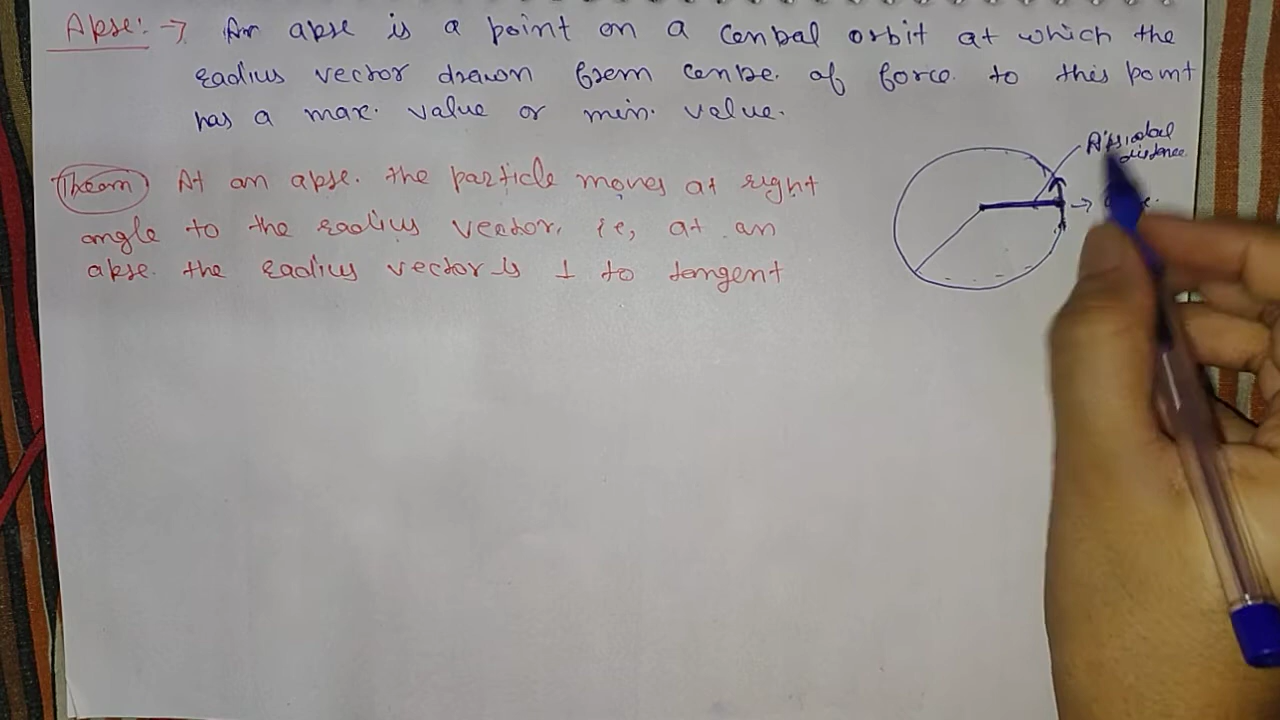 Apse: → An apse is a point on a central orbit at which the
radius vector drawn from centre of force to this point
has a max. value or min. value.
Apsidal
distance
Theorem At an apse. the particle moves at right
angle to the radius vector. ie, at an
apse the radius vector is ⊥ to tangent